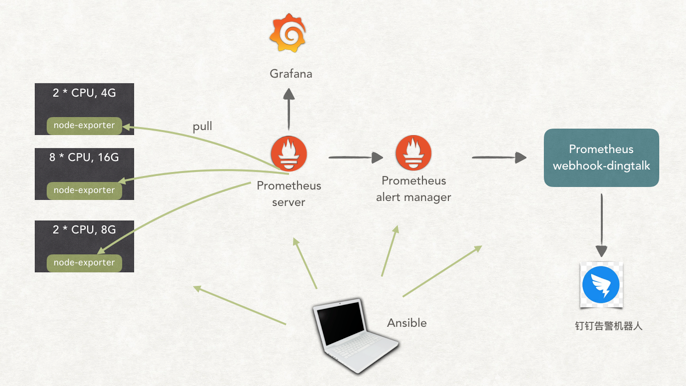 Grafana
2 * CPU, 4G
node-exporter
pull
8 * CPU, 16G
node-exporter
2 * CPU, 8G
node-exporter
Prometheus
server
Prometheus
alert manager
Prometheus
webhook-dingtalk
Ansible
钉钉告警机器人